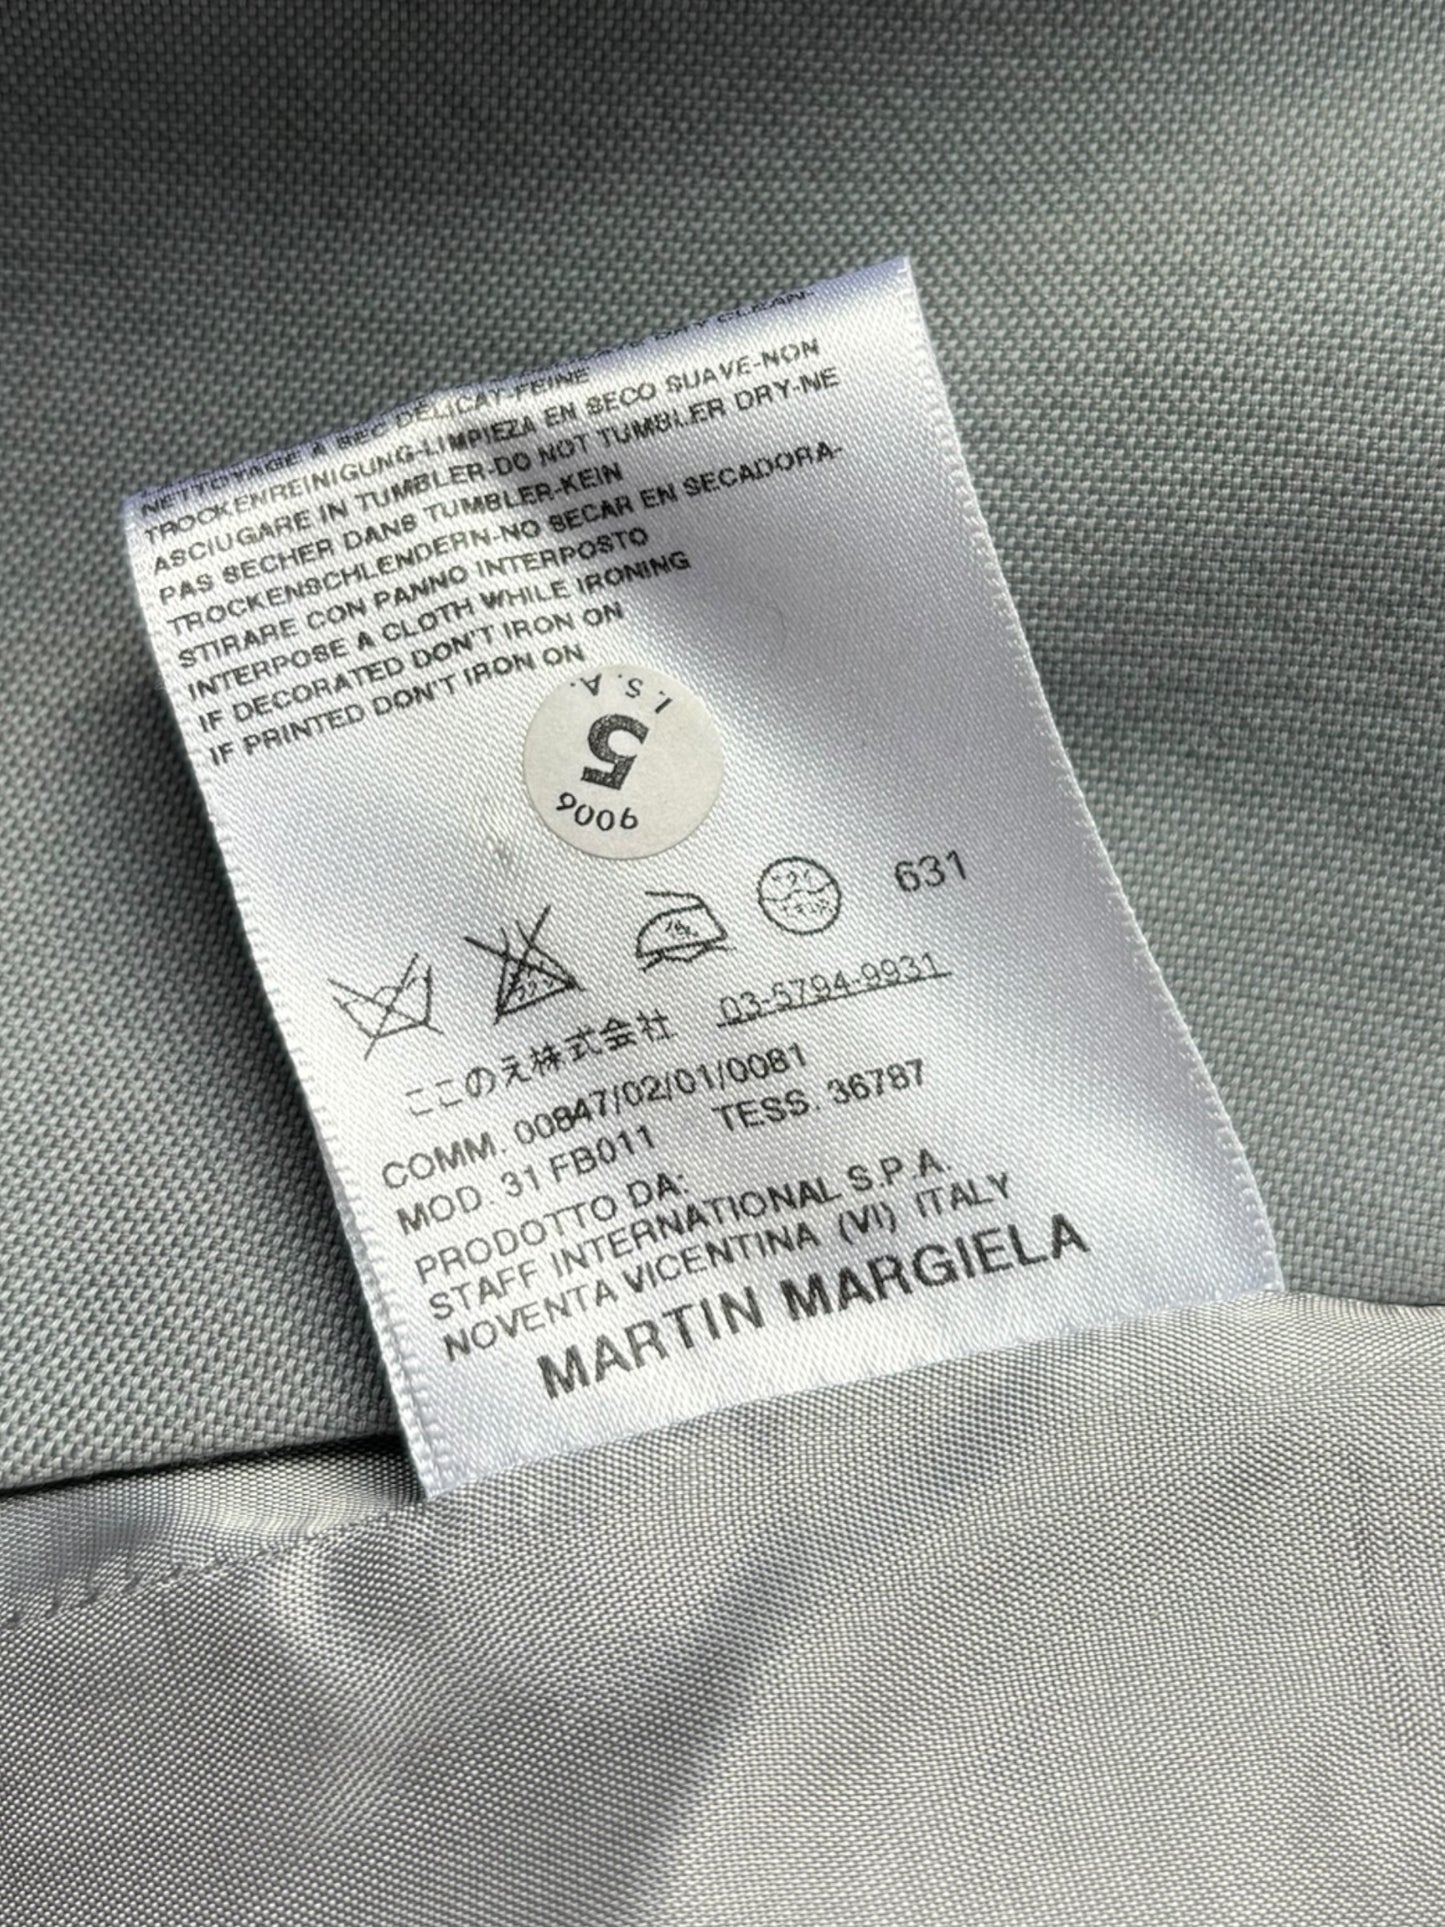 NETTOYAGE A SEC DELICAT-FEINE
TROCKENREINIGUNG-LIMPIEZA EN SECO SUAVE-NON
ASCIUGARE IN TUMBLER-DO NOT TUMBLER DRY-NE
PAS SECHER DANS TUMBLER-KEIN
TROCKENSCHLENDERN-NO SECAR EN SECADORA-
STIRARE CON PANNO INTERPOSTO
INTERPOSE A CLOTH WHILE IRONING
IF DECORATED DON'T IRON ON
IF PRINTED DON'T IRON ON
I.S.A.
5
9006
631
ここのえ株式会社 03-5794-9931
COMM. 00847/02/01/0081
MOD. 31 FB011 TESS. 36787
PRODOTTO DA:
STAFF INTERNATIONAL S.P.A.
NOVENTA VICENTINA (VI) ITALY
MARTIN MARGIELA